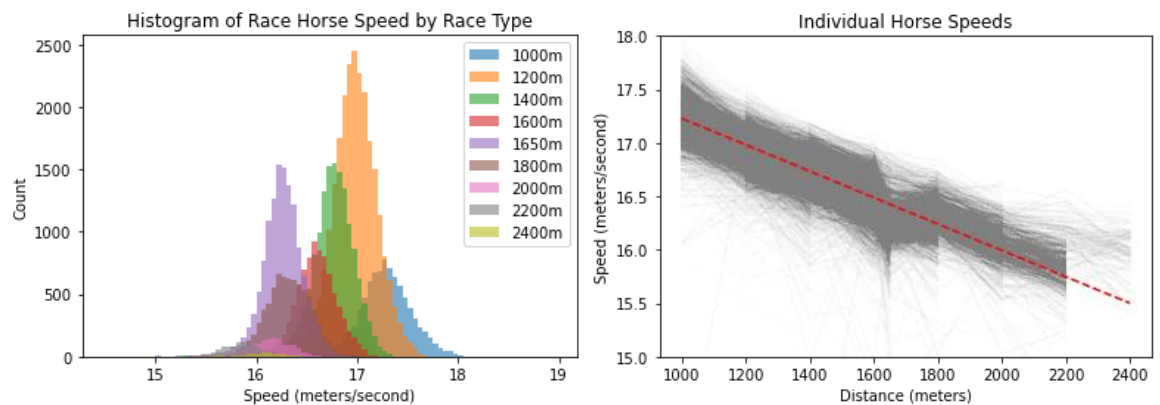 Histogram of Race Horse Speed by Race Type
Count
2500
2000
1500
1000
500
0
15
16
17
18
19
Speed (meters/second)
1000m
1200m
1400m
1600m
1650m
1800m
2000m
2200m
2400m
Individual Horse Speeds
Speed (meters/second)
18.0
17.5
17.0
16.5
16.0
15.5
15.0
1000
1200
1400
1600
1800
2000
2200
2400
Distance (meters)